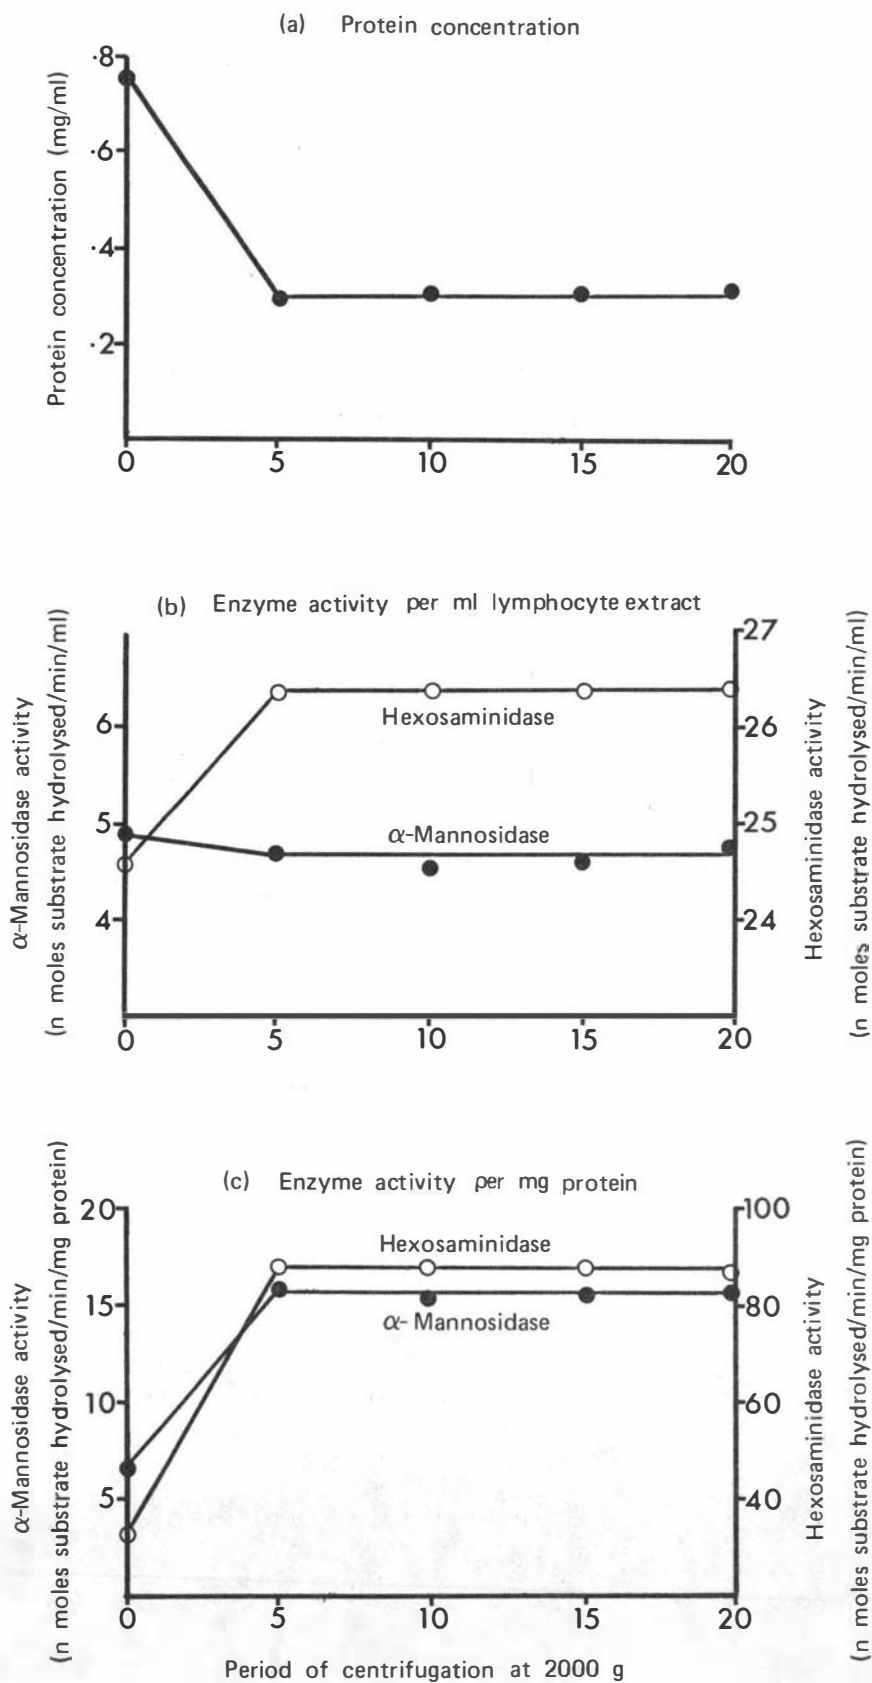 (a) Protein concentration
Protein concentration (mg/ml)
·8
·6
·4
·2
0 5 10 15 20
(b) Enzyme activity per ml lymphocyte extract
α-Mannosidase activity
(n moles substrate hydrolysed/min/ml)
6
5
4
Hexosaminidase
α-Mannosidase
27
26
25
24
Hexosaminidase activity
(n moles substrate hydrolysed/min/ml)
0 5 10 15 20
(c) Enzyme activity per mg protein
α-Mannosidase activity
(n moles substrate hydrolysed/min/mg protein)
20
15
10
5
Hexosaminidase
α- Mannosidase
100
80
60
40
Hexosaminidase activity
(n moles substrate hydrolysed/min/mg protein)
0 5 10 15 20
Period of centrifugation at 2000 g